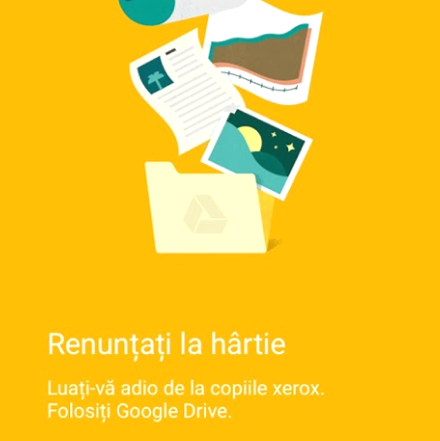 Renunțați la hârtie
Luați-vă adio de la copiile xerox.
Folosiți Google Drive.